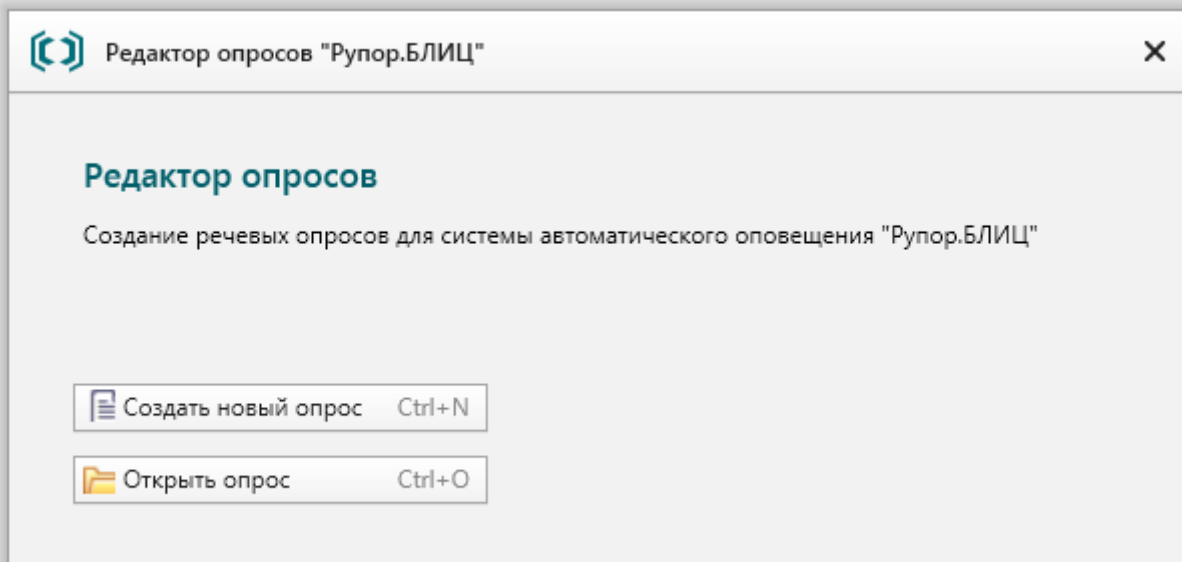 Редактор опросов "Рупор.БЛИЦ"
Редактор опросов
Создание речевых опросов для системы автоматического оповещения "Рупор.БЛИЦ"
Создать новый опрос Ctrl+N
Открыть опрос Ctrl+O